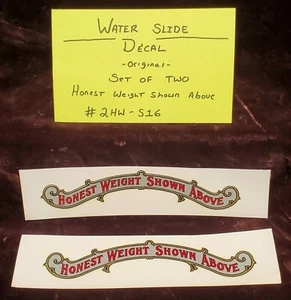 Water Slide
Decal
-Original-
Set of Two
Honest Weight Shown Above
#2HW-S16
HONEST WEIGHT SHOWN ABOVE
HONEST WEIGHT SHOWN ABOVE